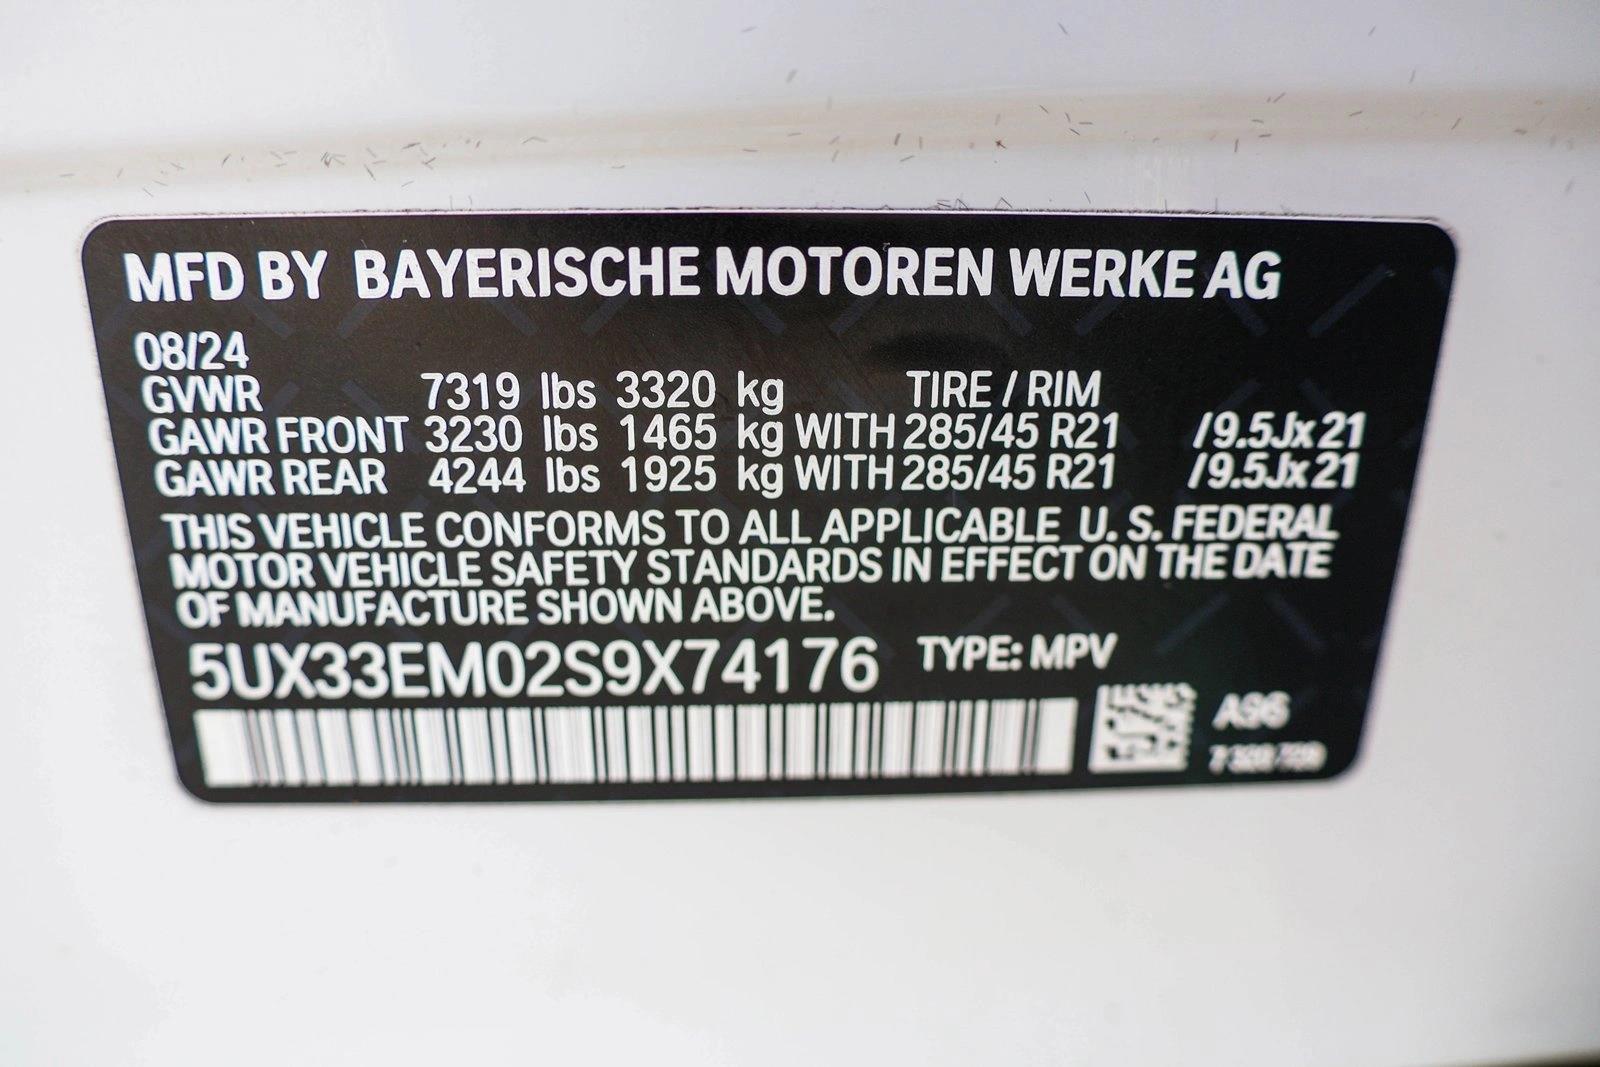 MFD BY BAYERISCHE MOTOREN WERKE AG
08/24
GVWR 7319 lbs 3320 kg TIRE / RIM
GAWR FRONT 3230 lbs 1465 kg WITH 285/45 R21 /9.5Jx21
GAWR REAR 4244 lbs 1925 kg WITH 285/45 R21 /9.5Jx21
THIS VEHICLE CONFORMS TO ALL APPLICABLE U. S. FEDERAL
MOTOR VEHICLE SAFETY STANDARDS IN EFFECT ON THE DATE
OF MANUFACTURE SHOWN ABOVE.
5UX33EM02S9X74176 TYPE: MPV
A96